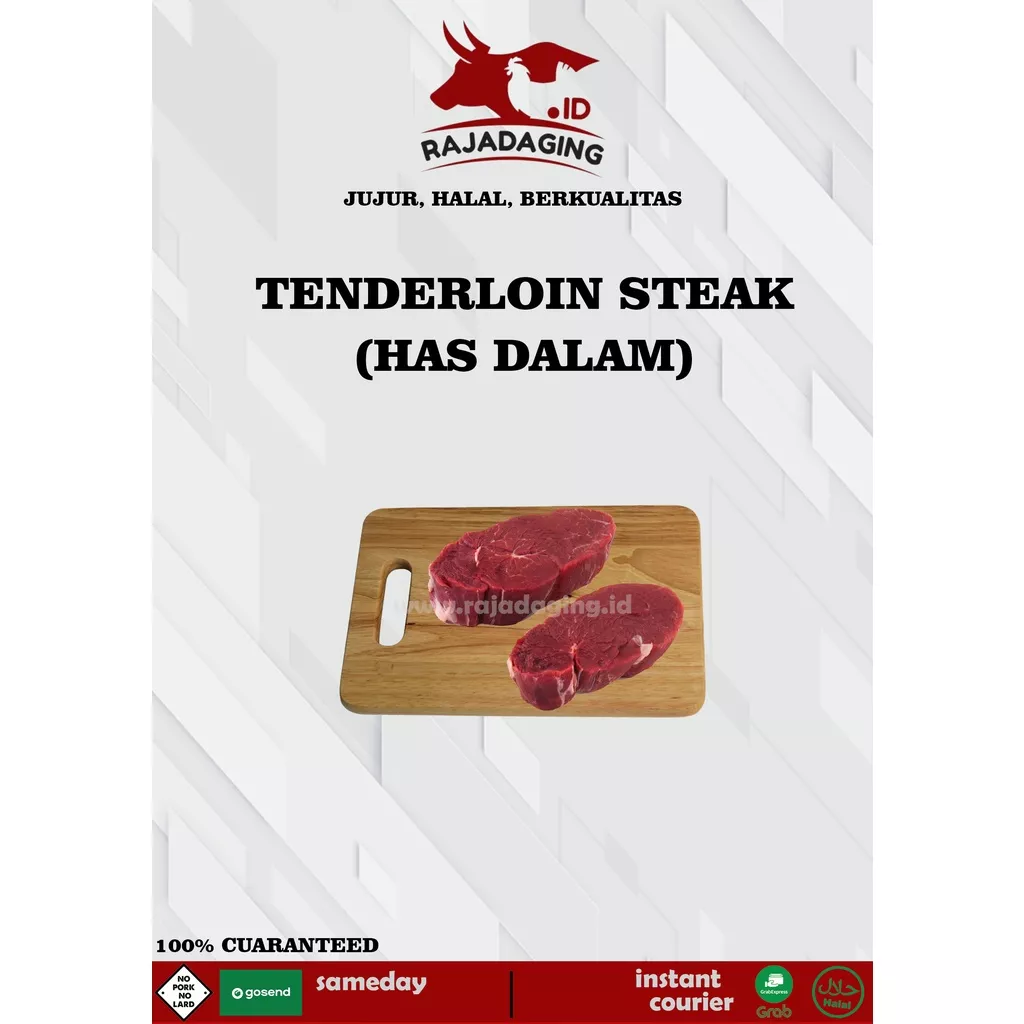 .ID
RAJADAGING
JUJUR, HALAL, BERKUALITAS
TENDERLOIN STEAK
(HAS DALAM)
www.rajadaging.id
100% CUARANTEED
NO
PORK
NO
LARD
gosend
sameday
instant
courier
GrabExpress
Grab
حلال
Halal